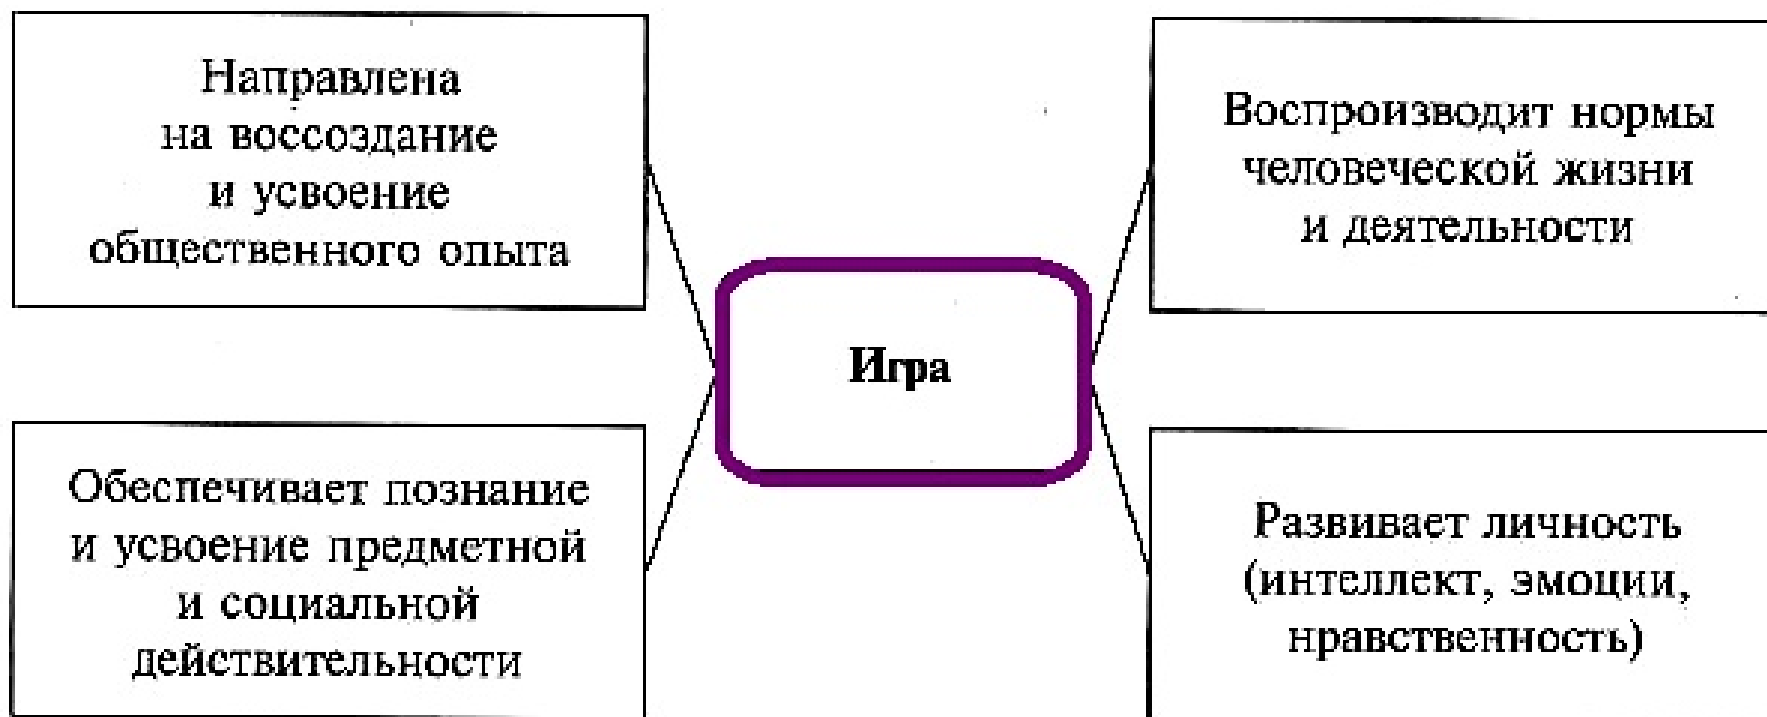 Направлена
на воссоздание
и усвоение
общественного опыта
Воспроизводит нормы
человеческой жизни
и деятельности
Игра
Обеспечивает познание
и усвоение предметной
и социальной
действительности
Развивает личность
(интеллект, эмоции,
нравственность)